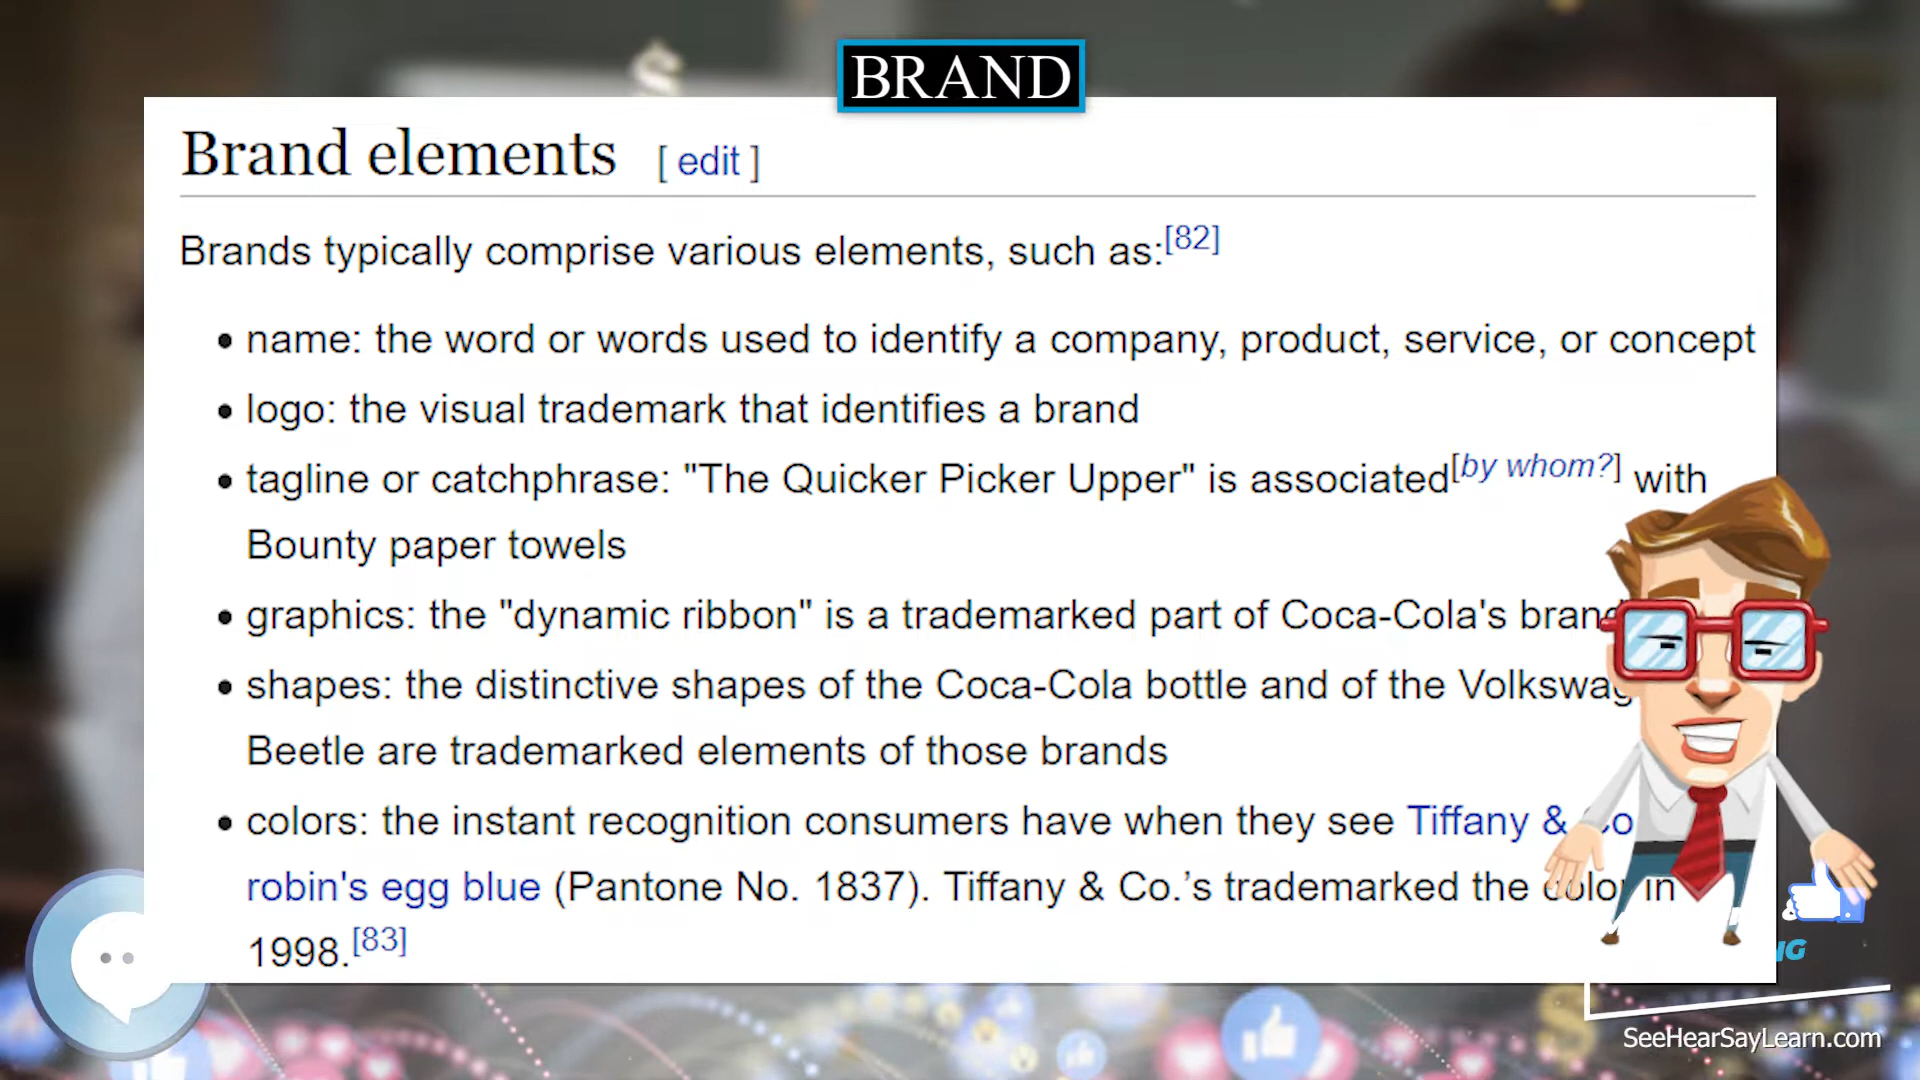 BRAND
Brand elements [ edit ]
Brands typically comprise various elements, such as:[82]
• name: the word or words used to identify a company, product, service, or concept
• logo: the visual trademark that identifies a brand
• tagline or catchphrase: "The Quicker Picker Upper" is associated[by whom?] with
Bounty paper towels
• graphics: the "dynamic ribbon" is a trademarked part of Coca-Cola's brand
• shapes: the distinctive shapes of the Coca-Cola bottle and of the
Beetle are trademarked elements of those brands
• colors: the instant recognition consumers have when they see Tiffany &
robin's egg blue (Pantone No. 1837). Tiffany & Co.’s trademarked the color in
1998.[83]
SeeHearSayLearn.com